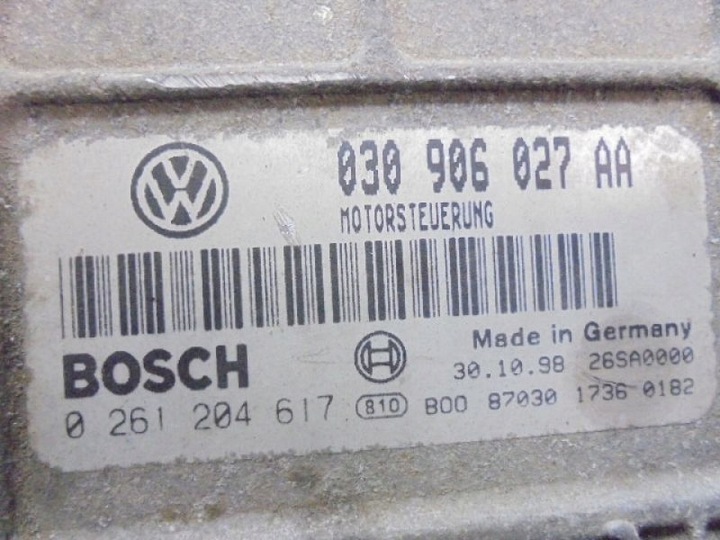 030 906 027 AA
MOTORSTEUERUNG
BOSCH
Made in Germany
30.10.98 26SA0000
0 261 204 617 810 B00 87030 1736 0182